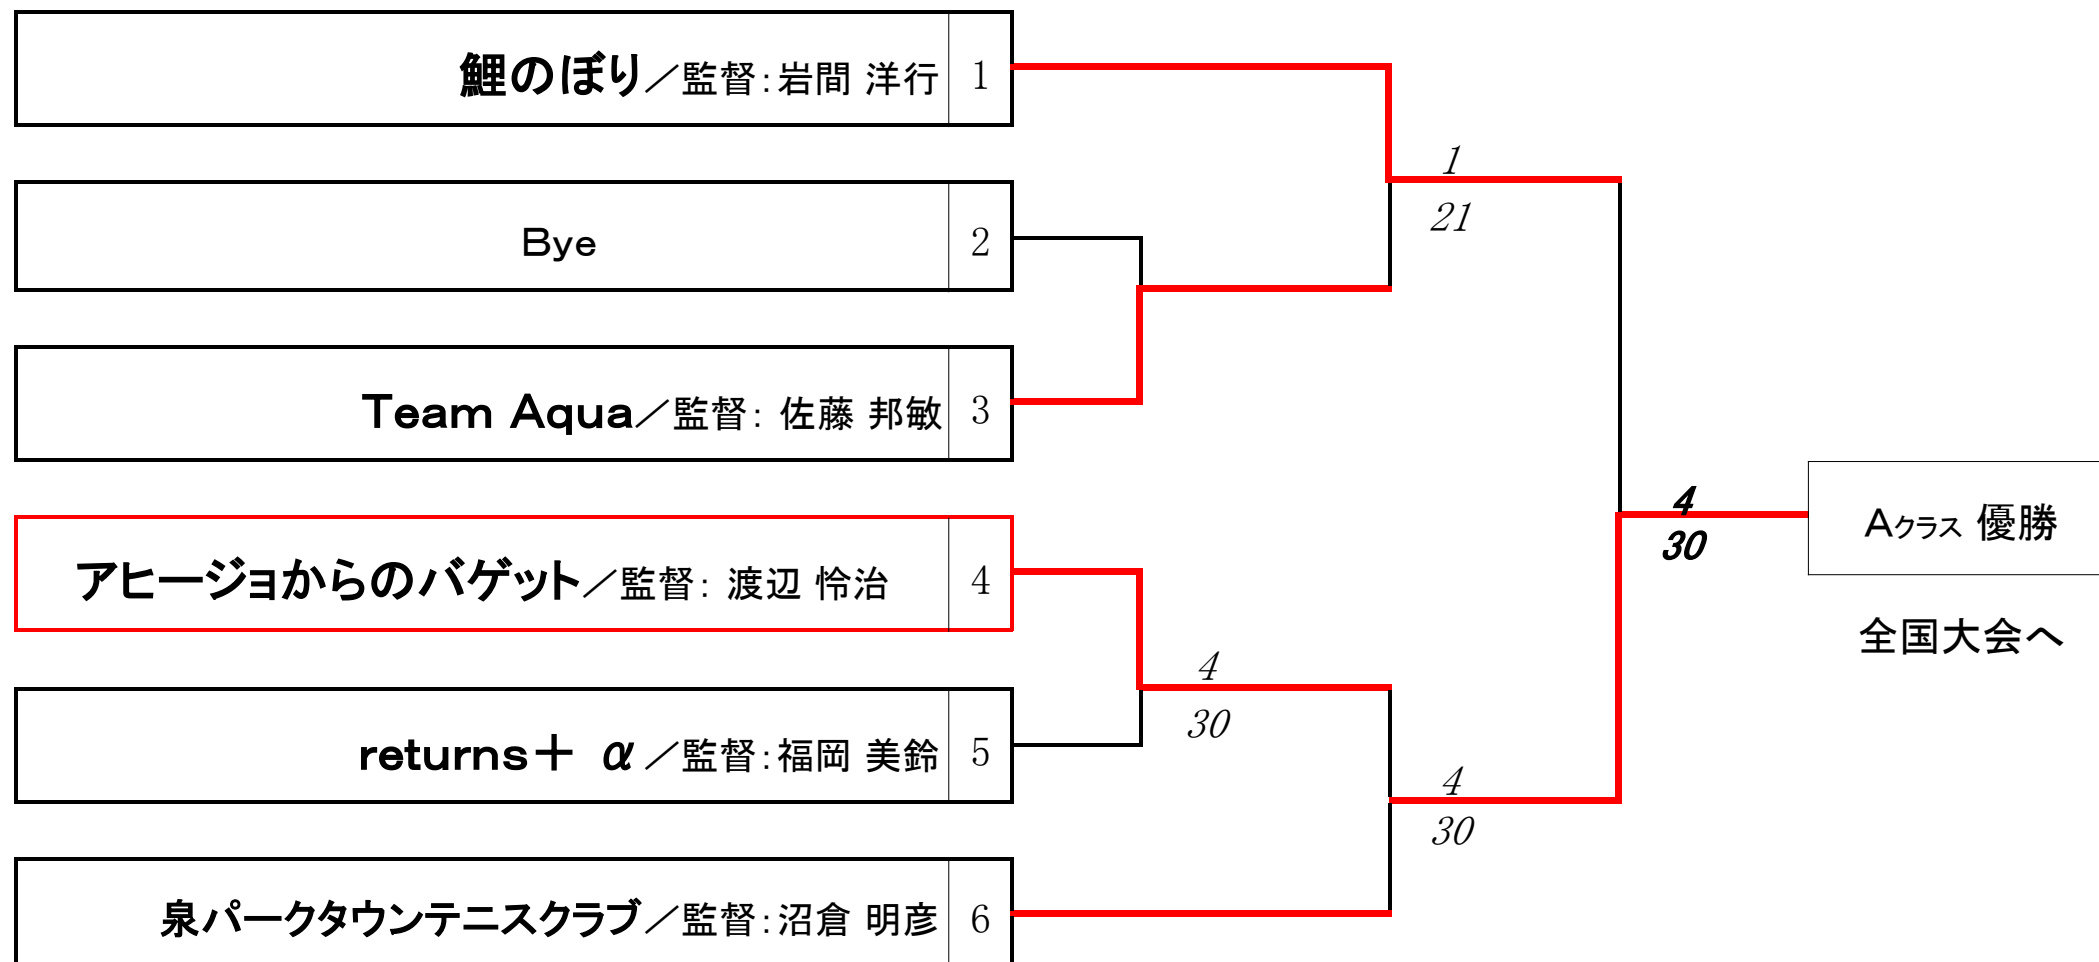 鯉のぼり／監督：岩間 洋行 1
1
21
Bye 2
Team Aqua／監督： 佐藤 邦敏 3
4
30
Aクラス 優勝
全国大会へ
アヒージョからのバゲット／監督： 渡辺 怜治 4
4
30
returns＋ α／監督：福岡 美鈴 5
4
30
泉パークタウンテニスクラブ／監督：沼倉 明彦 6